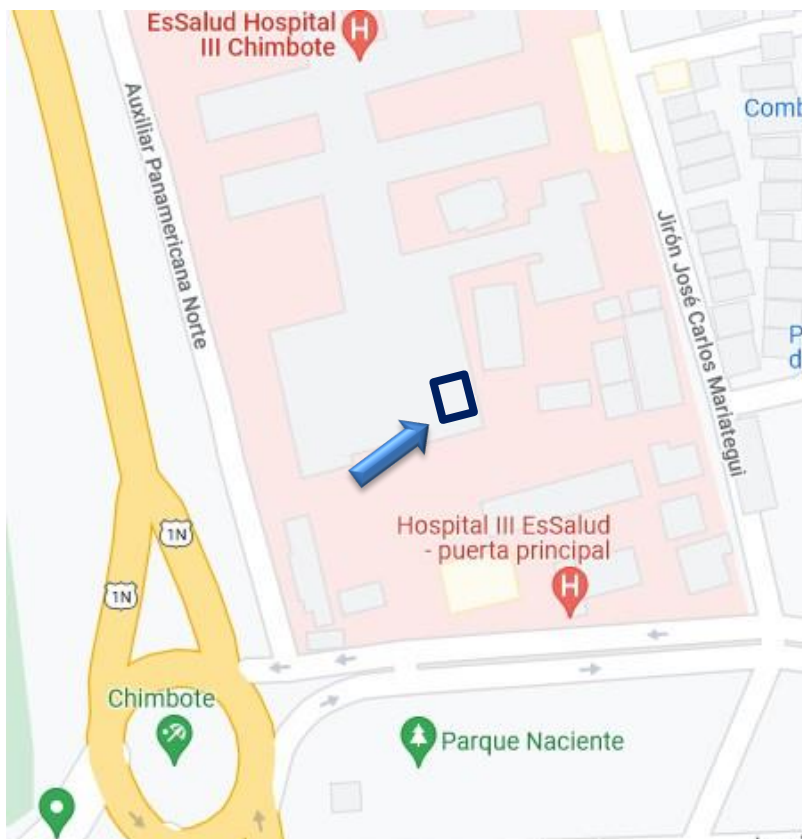 EsSalud Hospital
III Chimbote
Auxiliar Panamericana Norte
Comb
Jirón José Carlos Mariategui
P
d
Hospital III EsSalud
- puerta principal
1N
1N
Chimbote
Parque Naciente